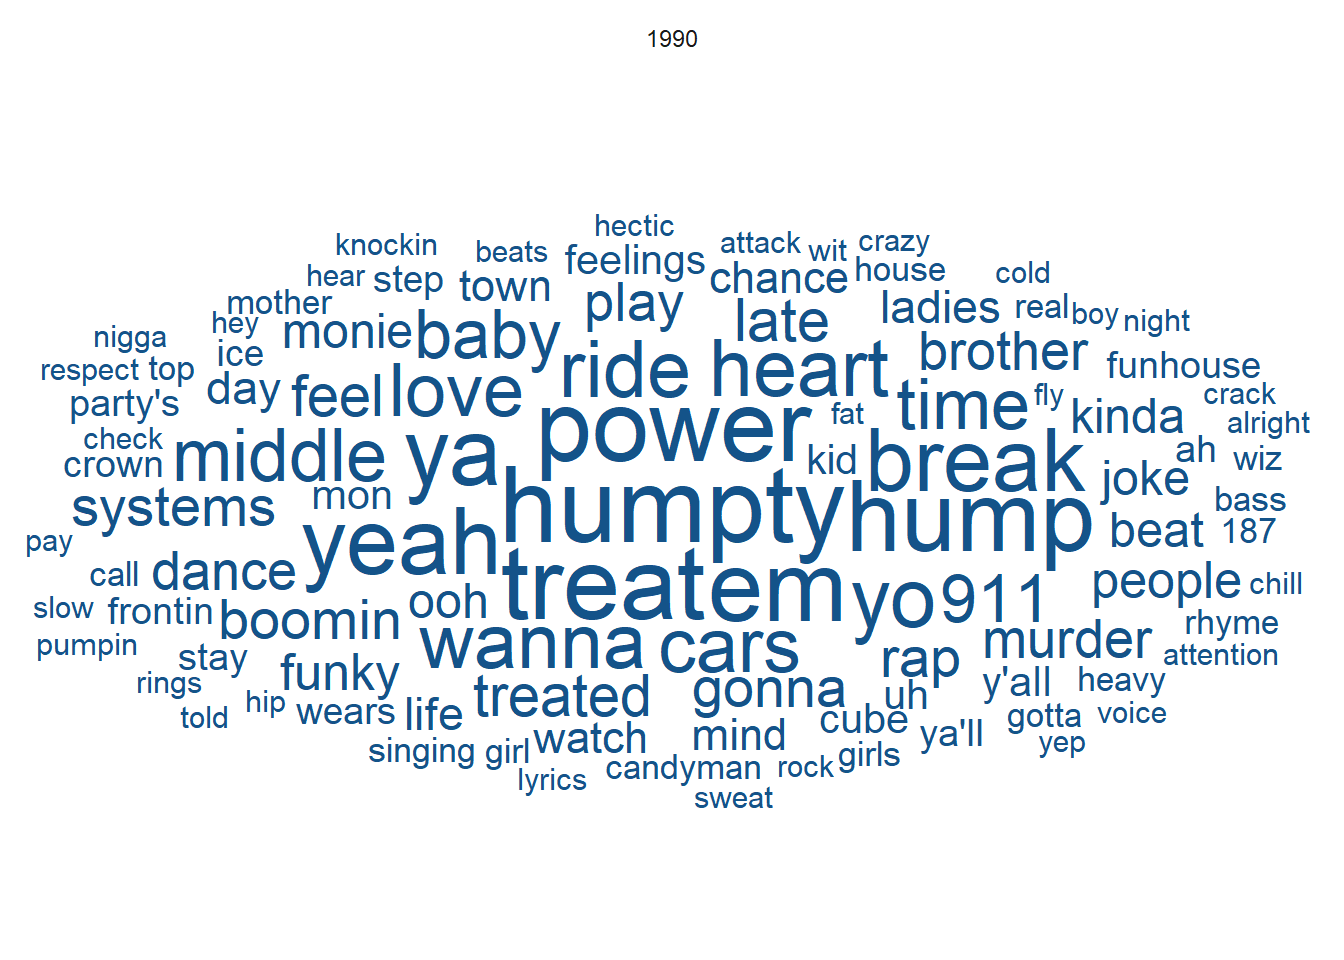 1990
hectic
knockin beats attack wit crazy
hear step town feelings chance house cold
mother play late ladies real boy night
nigga hey monie baby brother
respect top ice ride heart funhouse
party's day feel love power fat time fly kinda crack
check alright
crown middle ya kid break joke ah wiz
systems mon humpty hump bass
pay yeah beat 187
call dance treatem people chill
slow frontin boomin ooh yo 911 rhyme
pumpin wanna cars murder attention
stay funky rap
rings treated gonna uh y'all heavy
told hip wears life cube gotta voice
singing girl watch mind girls ya'll yep
lyrics candyman rock
sweat